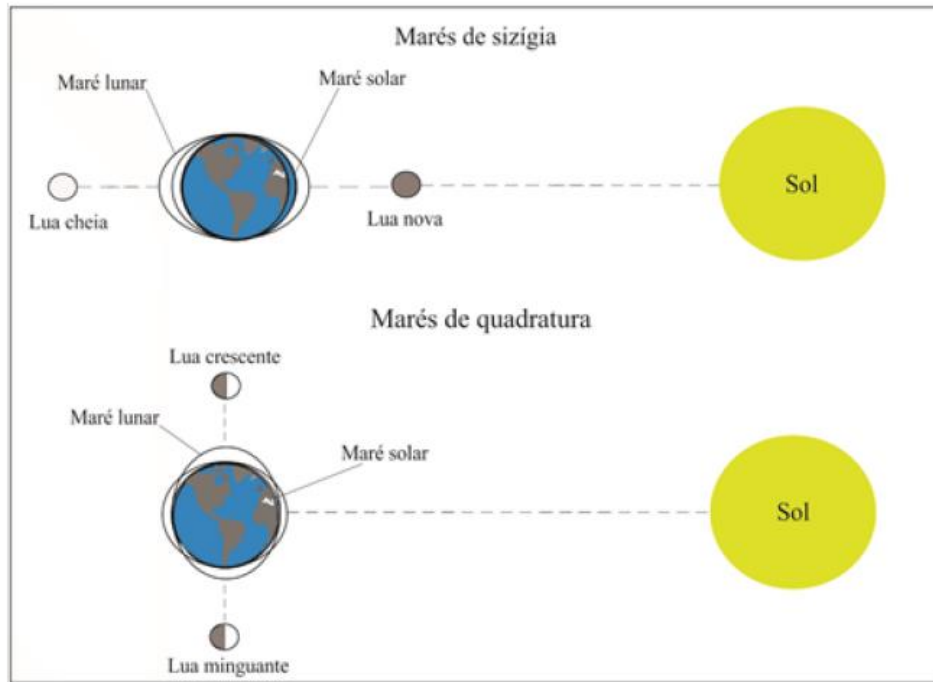 Marés de sizígia
Maré lunar
Maré solar
Sol
Lua cheia
Lua nova
Marés de quadratura
Lua crescente
Maré lunar
Maré solar
Sol
Lua minguante